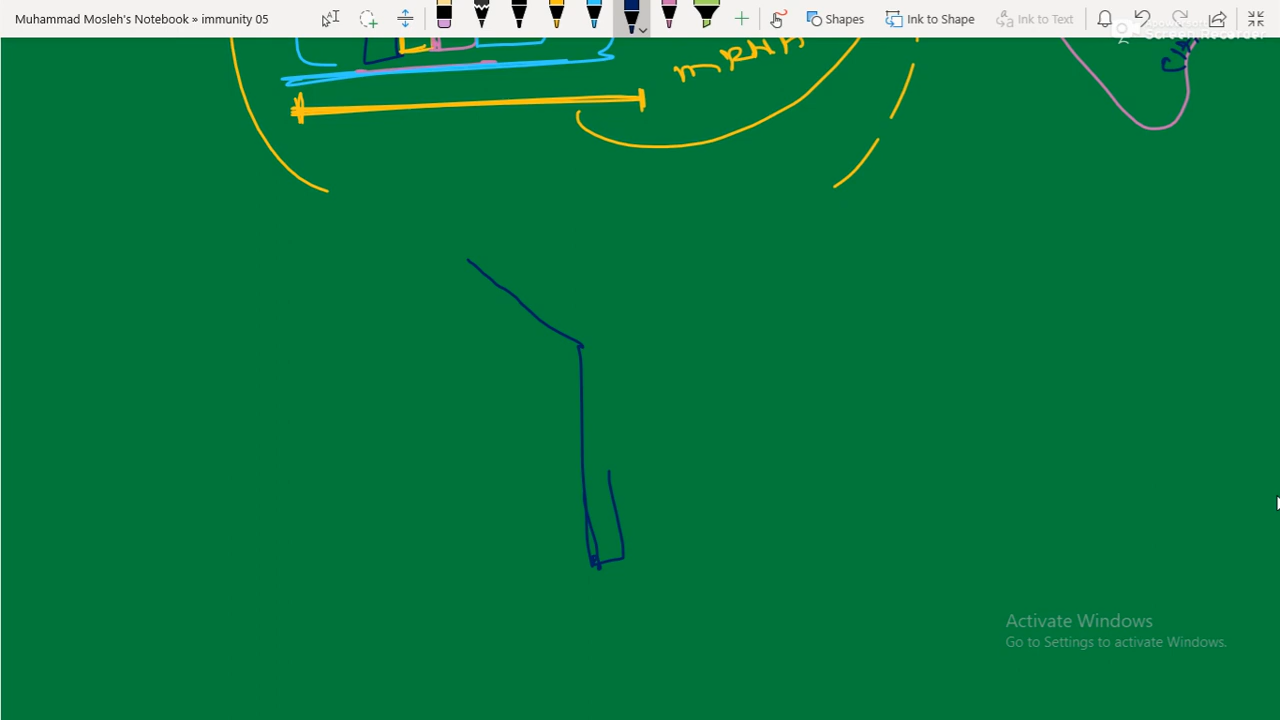 Muhammad Mosleh's Notebook » immunity 05
Shapes
Ink to Shape
Ink to Text
mRNA
Activate Windows
Go to Settings to activate Windows.